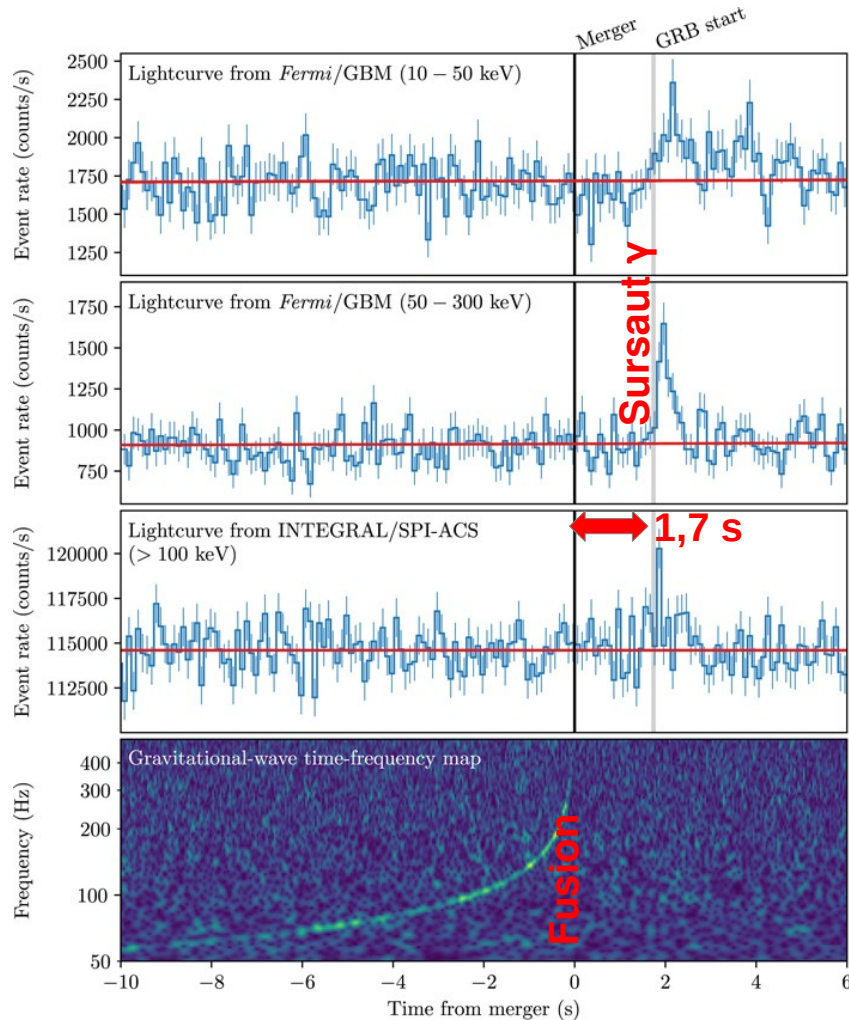 Merger
GRB start
Lightcurve from Fermi/GBM (10 − 50 keV)
Event rate (counts/s)
2500
2250
2000
1750
1500
1250
Lightcurve from Fermi/GBM (50 − 300 keV)
Event rate (counts/s)
1750
1500
1250
1000
750
Sursaut γ
Lightcurve from INTEGRAL/SPI-ACS
(> 100 keV)
1,7 s
Event rate (counts/s)
120000
117500
115000
112500
Gravitational-wave time-frequency map
Frequency (Hz)
400
300
200
100
50
Fusion
−10 −8 −6 −4 −2 0 2 4 6
Time from merger (s)